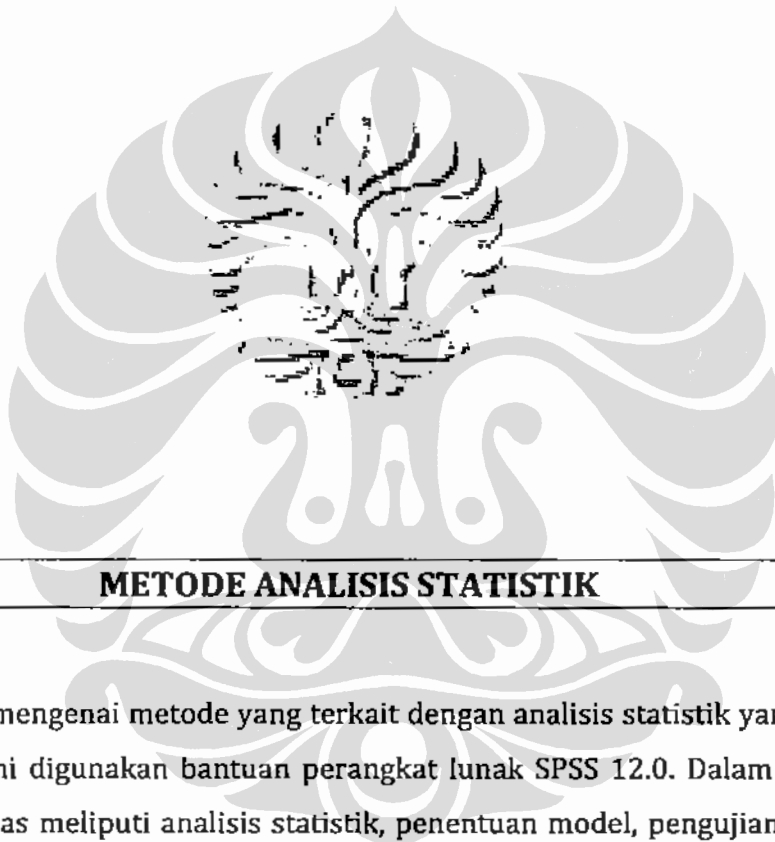 METODE ANALISIS STATISTIK
mengenai metode yang terkait dengan analisis statistik
ni digunakan bantuan perangkat lunak SPSS 12.0. Dalam
as meliputi analisis statistik, penentuan model, pengujian